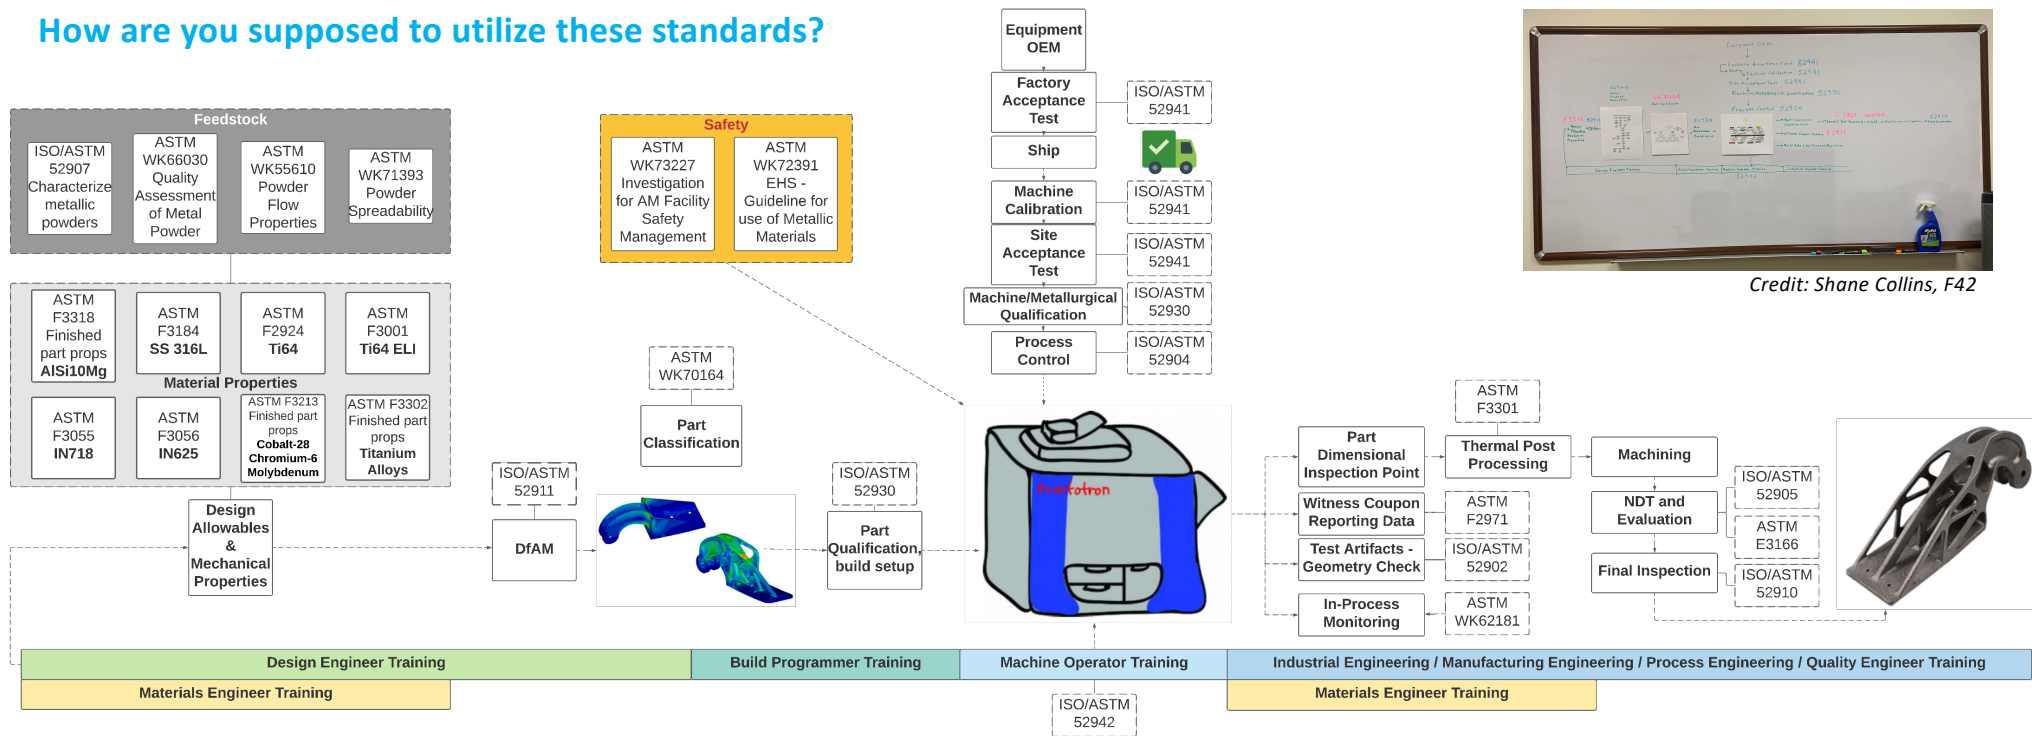 How are you supposed to utilize these standards?
Feedstock
ISO/ASTM
52907
Characterize
metallic
powders
ASTM
WK66030
Quality
Assessment
of Metal
Powder
ASTM
WK55610
Powder
Flow
Properties
ASTM
WK71393
Powder
Spreadability
ASTM
F3318
Finished
part props
AlSi10Mg
ASTM
F3184
SS 316L
ASTM
F2924
Ti64
ASTM
F3001
Ti64 ELI
Material Properties
ASTM
F3055
IN718
ASTM
F3056
IN625
ASTM F3213
Finished part
props
Cobalt-28
Chromium-6
Molybdenum
ASTM F3302
Finished part
props
Titanium
Alloys
Design
Allowables
&
Mechanical
Properties
ISO/ASTM
52911
DfAM
Safety
ASTM
WK73227
Investigation
for AM Facility
Safety
Management
ASTM
WK72391
EHS -
Guideline for
use of Metallic
Materials
ASTM
WK70164
Part
Classification
ISO/ASTM
52930
Part
Qualification,
build setup
Equipment
OEM
Factory
Acceptance
Test
ISO/ASTM
52941
Ship
Machine
Calibration
ISO/ASTM
52941
Site
Acceptance
Test
ISO/ASTM
52941
Machine/Metallurgical
Qualification
ISO/ASTM
52930
Process
Control
ISO/ASTM
52904
Printotron
Part
Dimensional
Inspection Point
ASTM
F3301
Thermal Post
Processing
Witness Coupon
Reporting Data
ASTM
F2971
Test Artifacts -
Geometry Check
ISO/ASTM
52902
In-Process
Monitoring
ASTM
WK62181
Machining
NDT and
Evaluation
ISO/ASTM
52905
ASTM
E3166
Final Inspection
ISO/ASTM
52910
Credit: Shane Collins, F42
Design Engineer Training
Build Programmer Training
Machine Operator Training
Industrial Engineering / Manufacturing Engineering / Process Engineering / Quality Engineer Training
Materials Engineer Training
Materials Engineer Training
ISO/ASTM
52942